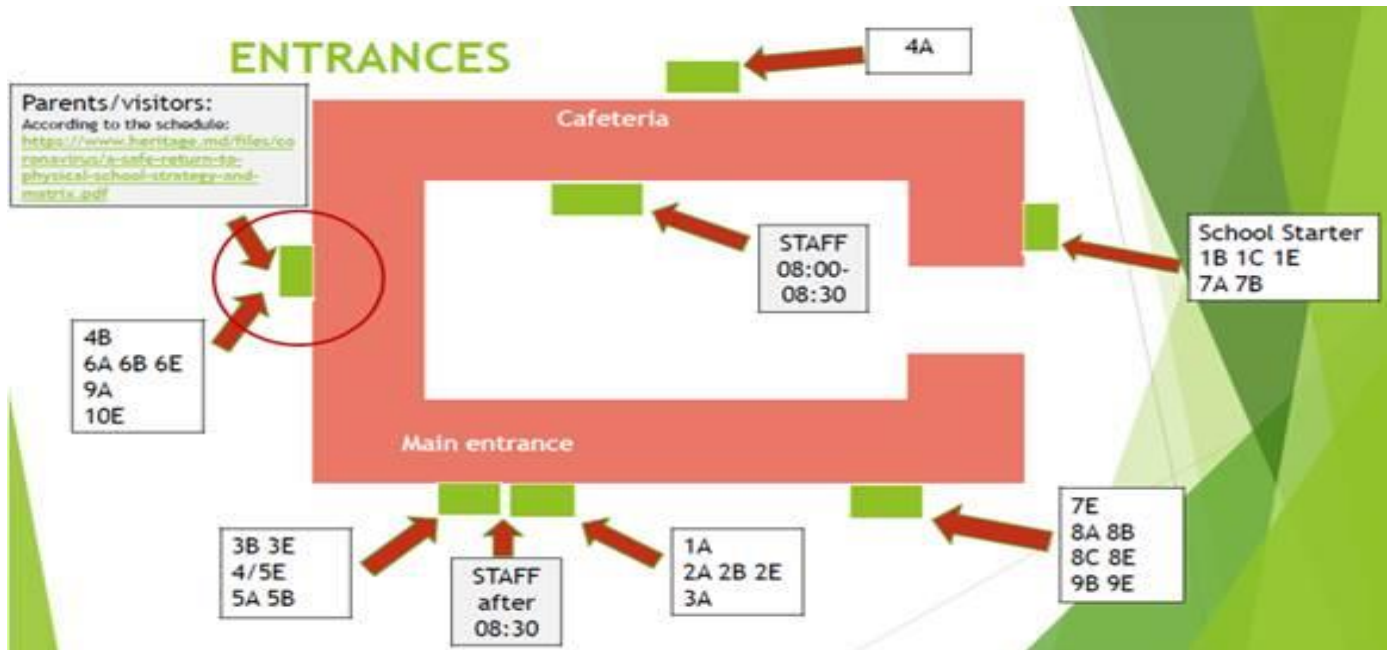 ENTRANCES
4A
Parents/visitors:
According to the schedule:
https://www.heritage.md/files/co
ronavirus/a-safe-return-to-
physical-school-strategy-and-
matrix.pdf
Cafeteria
STAFF
08:00-
08:30
School Starter
1B 1C 1E
7A 7B
4B
6A 6B 6E
9A
10E
Main entrance
3B 3E
4/5E
5A 5B
STAFF
after
08:30
1A
2A 2B 2E
3A
7E
8A 8B
8C 8E
9B 9E